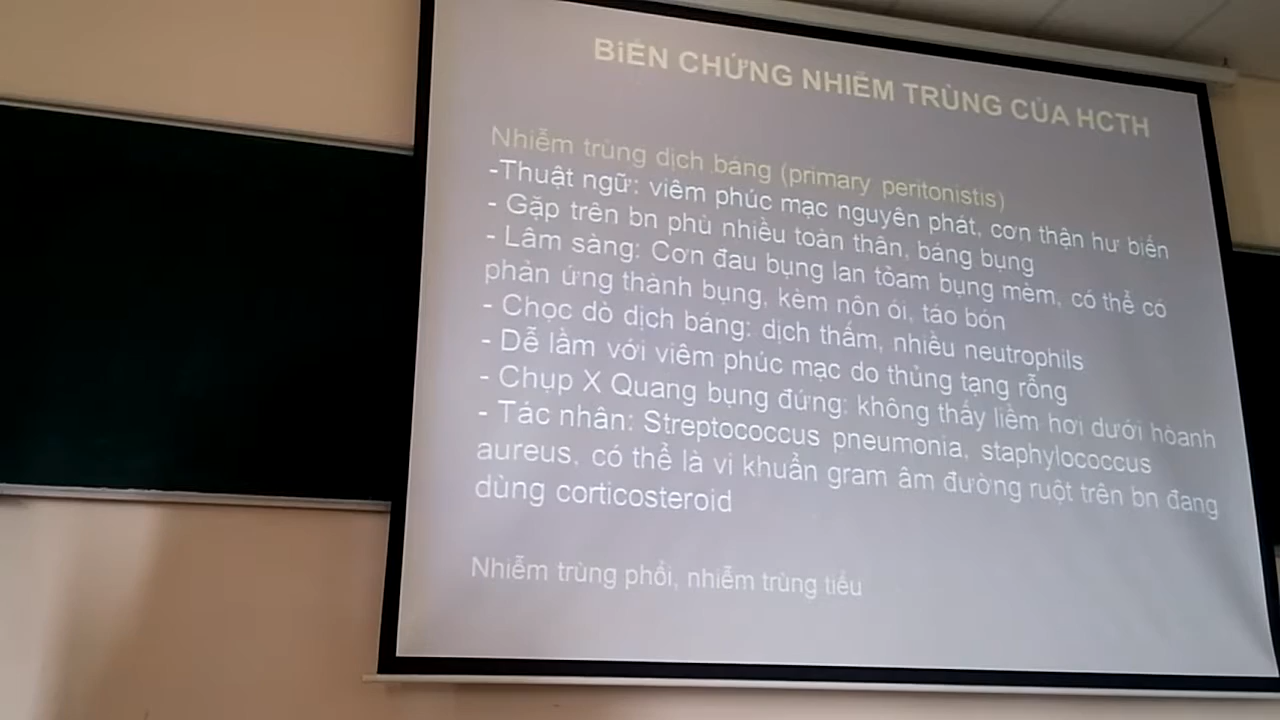 BiẾN CHỨNG NHIỄM TRÙNG CỦA HCTH
Nhiễm trùng dịch báng (primary peritonistis)
-Thuật ngữ: viêm phúc mạc nguyên phát, cơn thận hư biến
- Gặp trên bn phù nhiều toàn thân, báng bụng
- Lâm sàng: Cơn đau bụng lan tỏam bụng mèm, có thể có
phản ứng thành bụng, kèm nôn ói, táo bón
- Chọc dò dịch báng: dịch thấm, nhiều neutrophils
- Dễ lầm với viêm phúc mạc do thủng tạng rỗng
- Chụp X Quang bụng đứng: không thấy liềm hơi dưới hòanh
- Tác nhân: Streptococcus pneumonia, staphylococcus
aureus, có thể là vi khuẩn gram âm đường ruột trên bn đang
dùng corticosteroid
Nhiễm trùng phổi, nhiễm trùng tiểu